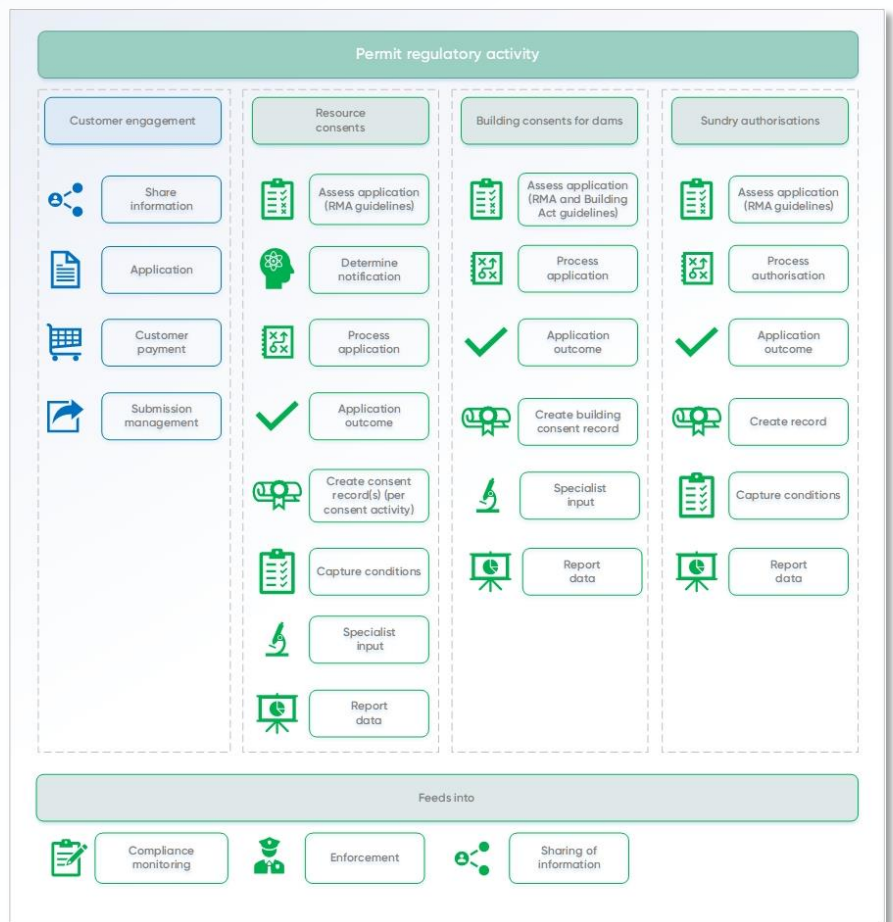 Permit regulatory activity
Customer engagement
Share
information
Application
Customer
payment
Submission
management
Resource
consents
Assess application
(RMA guidelines)
Determine
notification
Process
application
Application
outcome
Create consent
record(s) (per
consent activity)
Capture conditions
Specialist
input
Report
data
Building consents for dams
Assess application
(RMA and Building
Act guidelines)
Process
application
Application
outcome
Create building
consent record
Specialist
input
Report
data
Sundry authorisations
Assess application
(RMA guidelines)
Process
authorisation
Application
outcome
Create record
Capture conditions
Report
data
Feeds into
Compliance
monitoring
Enforcement
Sharing of
information